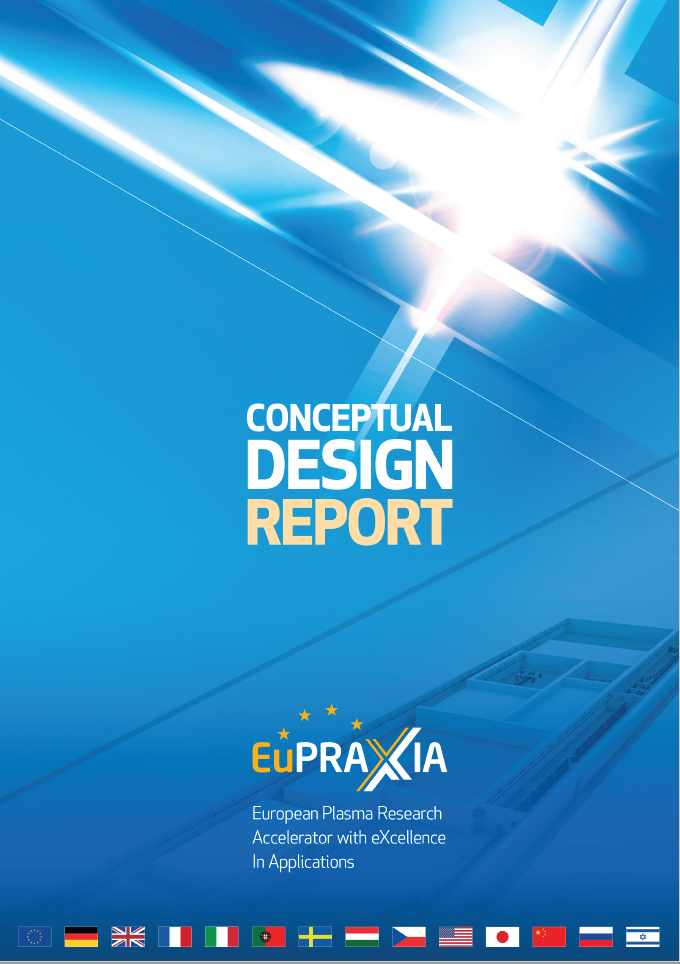 CONCEPTUAL
DESIGN
REPORT
EuPRAXIA
European Plasma Research
Accelerator with eXcellence
In Applications